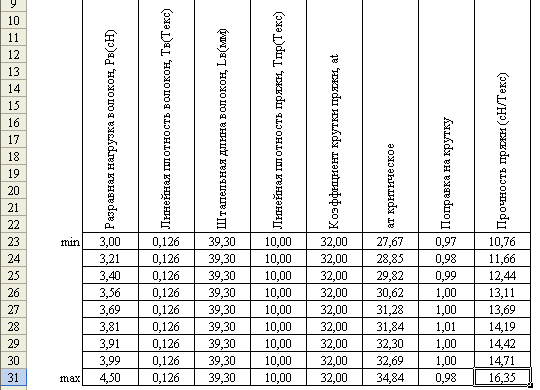 9
10
11
12
13
14
15
16
17
18
19
20
21
22
Разравная нагрузка волокон, Рв(сН)
Линейная плотность волокон, Тв(Текс)
Штапельная длина волокон, Lв(мм)
Линейная плотность пряжи, Тпр(Текс)
Коэффициент крутки пряжи, at
ат критическое
Поправка на крутку
Прочность пряжи (сН/Текс)
23 min 3,00 0,126 39,30 10,00 32,00 27,67 0,97 10,76
24 3,21 0,126 39,30 10,00 32,00 28,85 0,98 11,66
25 3,40 0,126 39,30 10,00 32,00 29,82 0,99 12,44
26 3,56 0,126 39,30 10,00 32,00 30,62 1,00 13,11
27 3,69 0,126 39,30 10,00 32,00 31,28 1,00 13,69
28 3,81 0,126 39,30 10,00 32,00 31,84 1,01 14,19
29 3,91 0,126 39,30 10,00 32,00 32,30 1,00 14,42
30 3,99 0,126 39,30 10,00 32,00 32,69 1,00 14,71
31 max 4,50 0,126 39,30 10,00 32,00 34,84 0,98 16,35